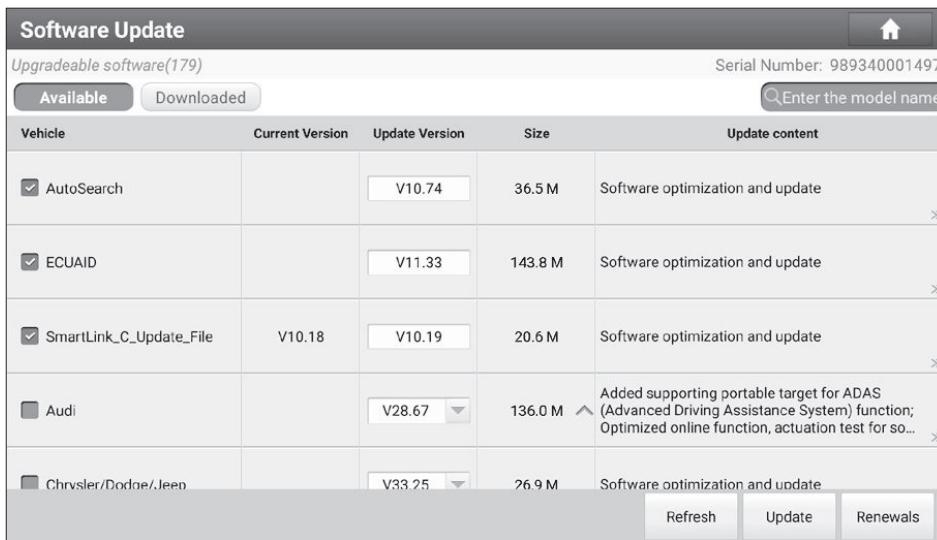 Software Update
Upgradeable software(179)
Serial Number: 989340001497
Available
Downloaded
Enter the model name
Vehicle Current Version Update Version Size Update content
AutoSearch V10.74 36.5 M Software optimization and update
ECUAID V11.33 143.8 M Software optimization and update
SmartLink_C_Update_File V10.18 V10.19 20.6 M Software optimization and update
Audi V28.67 136.0 M Added supporting portable target for ADAS
(Advanced Driving Assistance System) function;
Optimized online function, actuation test for so...
Chrysler/Dodge/Jeep V33.25 26.9 M Software optimization and update
Refresh Update Renewals